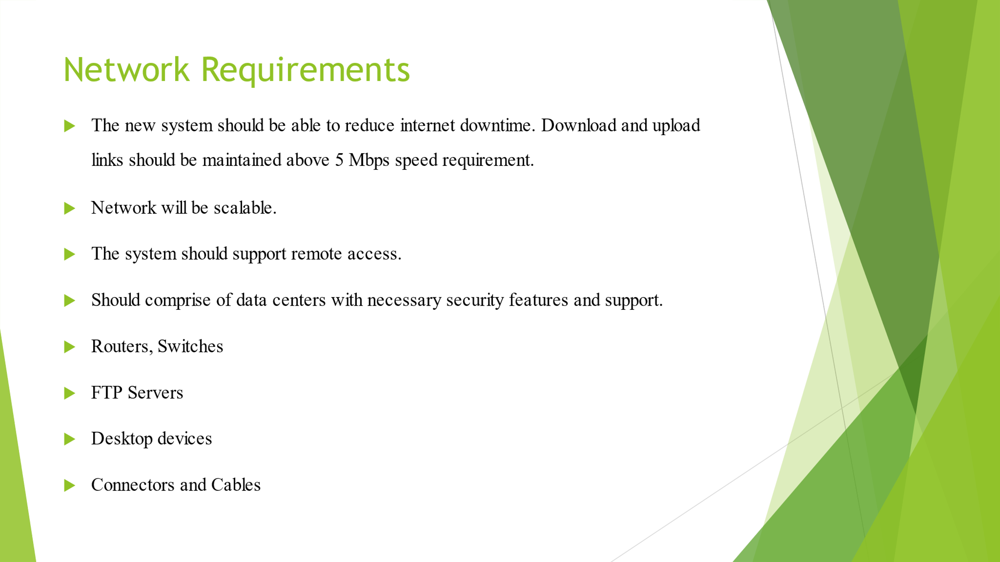 Network Requirements
The new system should be able to reduce internet downtime. Download and upload
links should be maintained above 5 Mbps speed requirement.
Network will be scalable.
The system should support remote access.
Should comprise of data centers with necessary security features and support.
Routers, Switches
FTP Servers
Desktop devices
Connectors and Cables